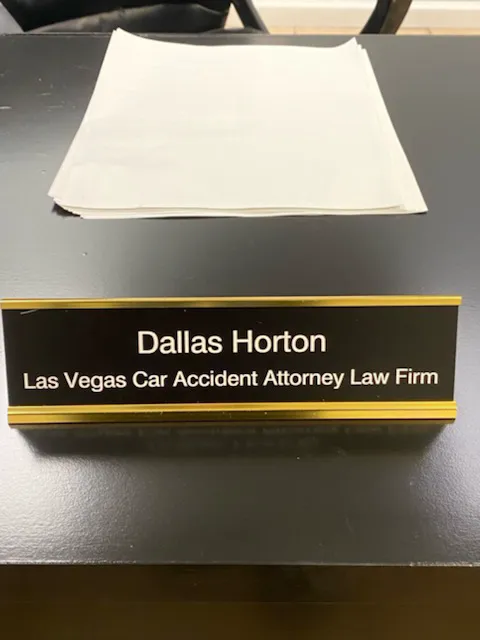 Dallas Horton
Las Vegas Car Accident Attorney Law Firm